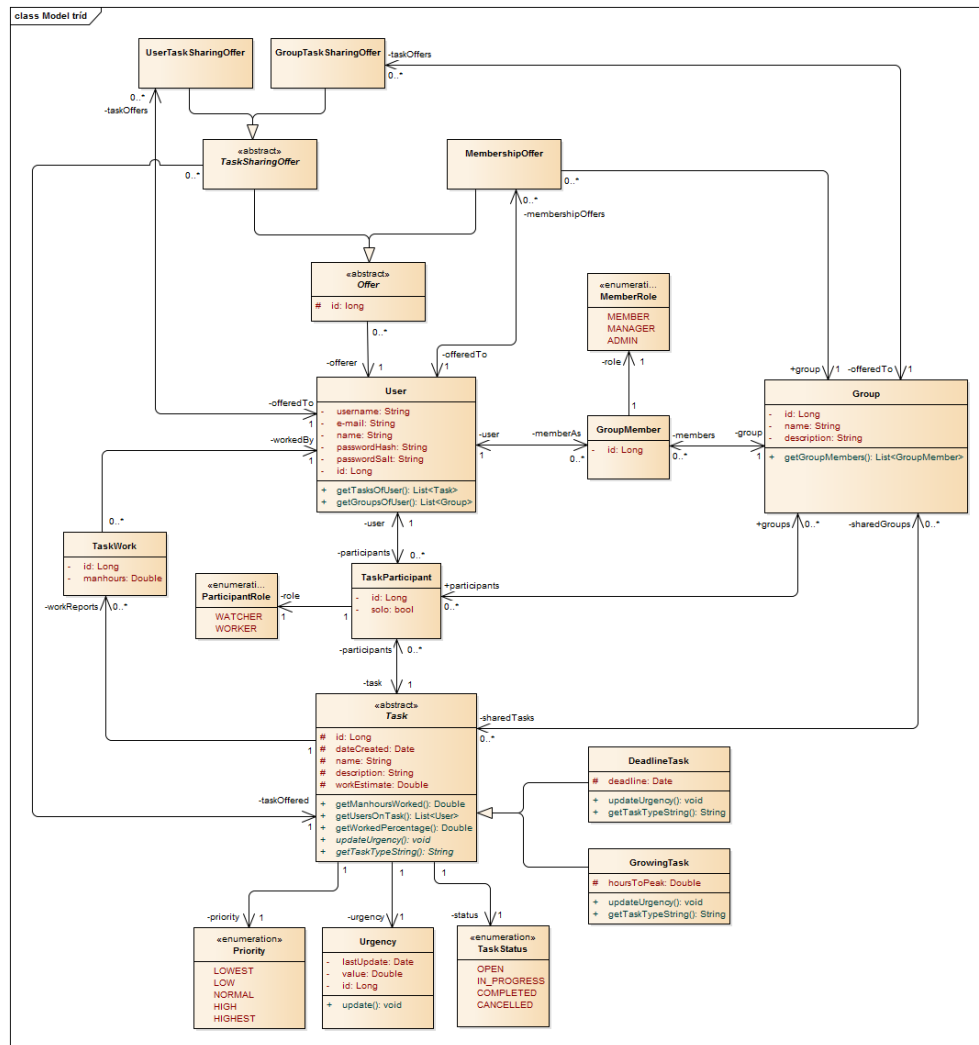 class Model tríd
UserTaskSharingOffer
GroupTaskSharingOffer
-taskOffers
0..*
0..*
-taskOffers
«abstract»
TaskSharingOffer
0..*
MembershipOffer
0..*
0..*
-membershipOffers
«abstract»
Offer
# id: long
0..*
«enumerati...
MemberRole
MEMBER
MANAGER
ADMIN
-offerer
1
-offeredTo
1
-role
1
+group
1
-offeredTo
1
User
- username: String
- e-mail: String
- name: String
- passwordHash: String
- passwordSalt: String
- id: Long
+ getTasksOfUser(): List<Task>
+ getGroupsOfUser(): List<Group>
-offeredTo
1
-workedBy
1
1
GroupMember
- id: Long
-user
1
-memberAs
0..*
-members
0..*
-group
1
Group
- id: Long
- name: String
- description: String
+ getGroupMembers(): List<GroupMember>
-user
1
-participants
0..*
+groups
0..*
-sharedGroups
0..*
0..*
TaskWork
- id: Long
- manhours: Double
-workReports
0..*
«enumerati...
ParticipantRole
WATCHER
WORKER
-role
1
1
TaskParticipant
- id: Long
- solo: bool
+participants
0..*
-participants
0..*
-task
1
«abstract»
Task
# id: Long
# dateCreated: Date
# name: String
# description: String
# workEstimate: Double
+ getManhoursWorked(): Double
+ getUsersOnTask(): List<User>
+ getWorkedPercentage(): Double
+ updateUrgency(): void
+ getTaskTypeString(): String
-sharedTasks
0..*
1
-taskOffered
1
DeadlineTask
# deadline: Date
+ updateUrgency(): void
+ getTaskTypeString(): String
GrowingTask
# hoursToPeak: Double
+ updateUrgency(): void
+ getTaskTypeString(): String
1
1
1
-priority
1
-urgency
1
-status
1
«enumeration»
Priority
LOWEST
LOW
NORMAL
HIGH
HIGHEST
Urgency
- lastUpdate: Date
- value: Double
- id: Long
+ update(): void
«enumeration»
TaskStatus
OPEN
IN_PROGRESS
COMPLETED
CANCELLED